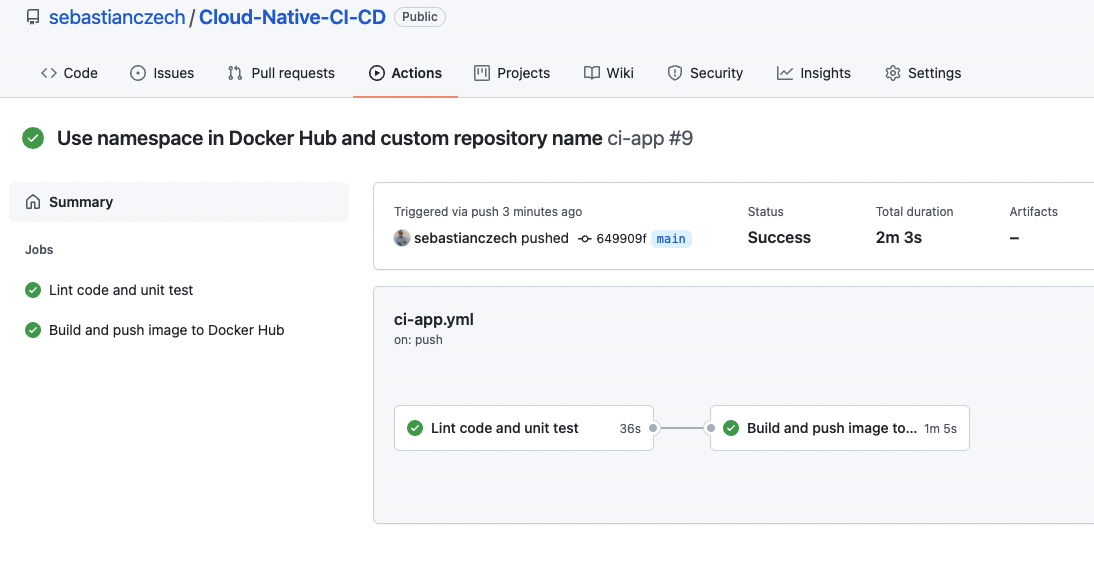 sebastianczech / Cloud-Native-CI-CD Public
Code Issues Pull requests Actions Projects Wiki Security Insights Settings
Use namespace in Docker Hub and custom repository name ci-app #9
Summary
Jobs
Lint code and unit test
Build and push image to Docker Hub
Triggered via push 3 minutes ago
sebastianczech pushed 649909f main
Status
Success
Total duration
2m 3s
Artifacts
–
ci-app.yml
on: push
Lint code and unit test 36s
Build and push image to... 1m 5s